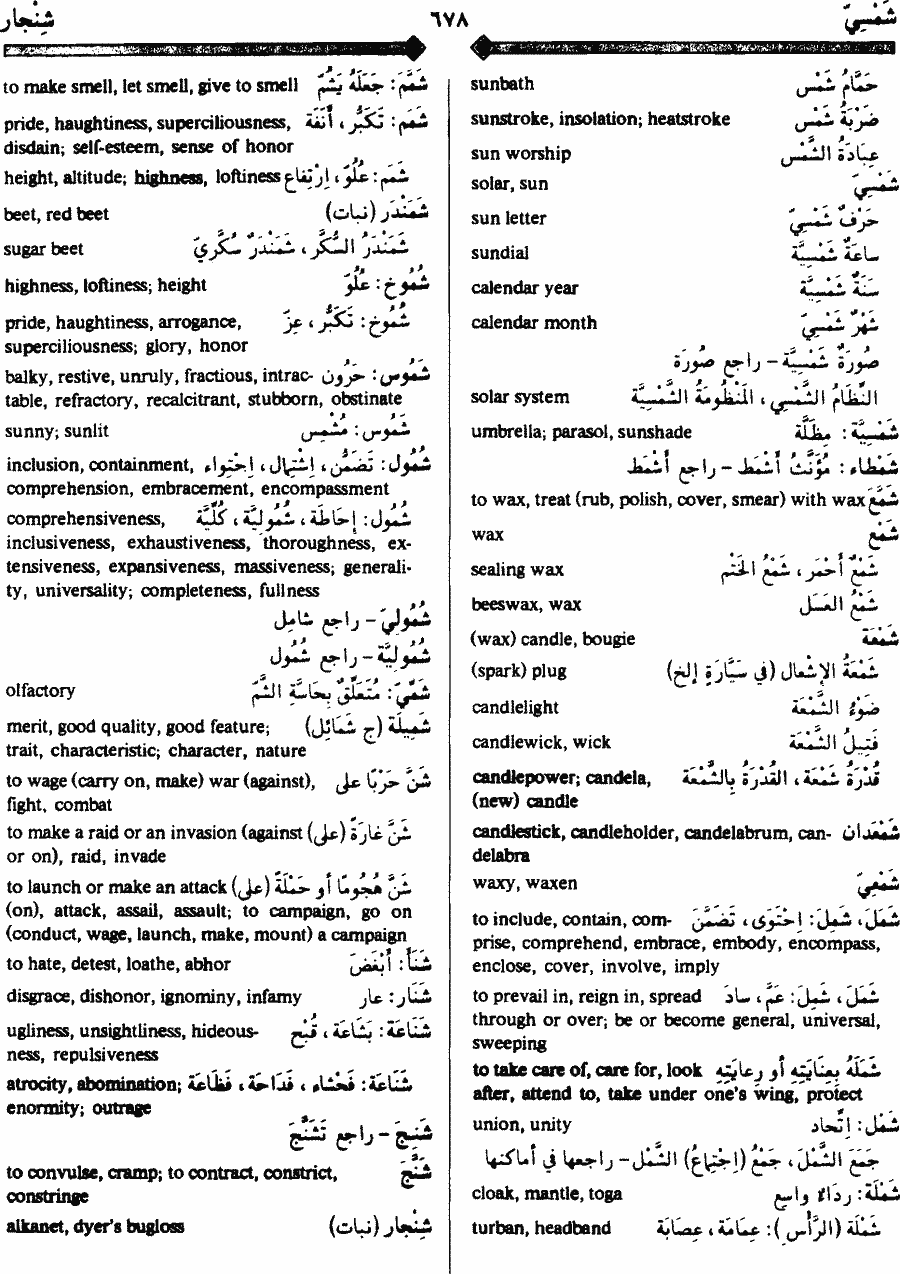 شَمْسِيّ ٦٧٨ شِنْجار
sunbath حَمّامُ شَمْس
sunstroke, insolation; heatstroke ضَرْبَةُ شَمْس
sun worship عِبادَةُ الشَّمْس
solar, sun شَمْسِيّ
sun letter حَرْفٌ شَمْسِيّ
sundial ساعَةٌ شَمْسِيَّة
calendar year سَنَةٌ شَمْسِيَّة
calendar month شَهْرٌ شَمْسِيّ
صُورَةٌ شَمْسِيَّة - راجع صُورَة
solar system النِّظامُ الشَّمْسِي ، المَنْظُومَةُ الشَّمْسِيَّة
umbrella; parasol, sunshade شَمْسِيَّة : مِظَلَّة
شَمْطاء : مُؤَنَّثُ أَشْمَط - راجع أَشْمَط
to wax, treat (rub, polish, cover, smear) with wax شَمَّعَ
wax شَمْع
sealing wax شَمْعٌ أَحْمَر ، شَمْعُ الخَتْم
beeswax, wax شَمْعُ العَسَل
(wax) candle, bougie شَمْعَة
(spark) plug شَمْعَةُ الإشْعال (في سَيّارَةٍ إلخ)
candlelight ضَوْءُ الشَّمْعَة
candlewick, wick فَتِيلُ الشَّمْعَة
candlepower; candela, قُدْرَةُ شَمْعَة ، القُدْرَةُ بِالشَّمْعَة
(new) candle
candlestick, candleholder, candelabrum, can- شَمْعَدان
delabra
waxy, waxen شَمْعِيّ
to include, contain, com- شَمَلَ، شَمِلَ: اِحْتَوَى ، تَضَمَّنَ
prise, comprehend, embrace, embody, encompass,
enclose, cover, involve, imply
to prevail in, reign in, spread شَمَلَ ، شَمِلَ : عَمَّ ، سادَ
through or over; be or become general, universal,
sweeping
to take care of, care for, look شَمَلَهُ بِعِنايَتِهِ أو رِعايَتِهِ
after, attend to, take under one's wing, protect
union, unity شَمْل : اِتِّحاد
جَمَعَ الشَّمْلَ ، جَمْعُ (اِجْتِماعُ) الشَّمْل - راجعها في أماكنها
cloak, mantle, toga شَمْلَة : رِداءٌ واسِع
turban, headband شَمْلَة (الرَّأْس) : عِمامَة ، عِصابَة
to make smell, let smell, give to smell شَمَّمَ : جَعَلَهُ يَشُمّ
pride, haughtiness, superciliousness, شَمَم : تَكَبُّر ، أَنَفَة
disdain; self-esteem, sense of honor
height, altitude; highness, loftiness شَمَم : عُلُوّ ، اِرْتِفاع
beet, red beet شَمَنْدَر (نبات)
sugar beet شَمَنْدَرُ السُّكَّر ، شَمَنْدَرٌ سُكَّرِيّ
highness, loftiness; height شُمُوخ : عُلُوّ
pride, haughtiness, arrogance, شُمُوخ : تَكَبُّر ، عِزّ
superciliousness; glory, honor
balky, restive, unruly, fractious, intrac- شَمُوس : حَرُون
table, refractory, recalcitrant, stubborn, obstinate
sunny; sunlit شَمُوس : مُشْمِس
inclusion, containment, شُمُول : تَضَمُّن ، اِشْتِمال ، اِحْتِواء
comprehension, embracement, encompassment
comprehensiveness, شُمُول : إحاطَة ، شُمُولِيَّة ، كُلِّيَّة
inclusiveness, exhaustiveness, thoroughness, ex-
tensiveness, expansiveness, massiveness; generali-
ty, universality; completeness, fullness
شُمُولِيّ - راجع شامِل
شُمُولِيَّة - راجع شُمُول
olfactory شَمِّيّ : مُتَعَلِّقٌ بِحاسَّةِ الشَّمّ
merit, good quality, good feature; شَمِيلَة (ج شَمائِل)
trait, characteristic; character, nature
to wage (carry on, make) war (against), شَنَّ حَرْبًا على
fight, combat
to make a raid or an invasion (against شَنَّ غارَةً (على)
or on), raid, invade
to launch or make an attack شَنَّ هُجُومًا أو حَمْلَةً (على)
(on), attack, assail, assault; to campaign, go on
(conduct, wage, launch, make, mount) a campaign
to hate, detest, loathe, abhor شَنَأَ : أَبْغَضَ
disgrace, dishonor, ignominy, infamy شَنار : عار
ugliness, unsightliness, hideous- شَناعَة : بَشاعَة ، قُبْح
ness, repulsiveness
atrocity, abomination; شَناعَة : فَحْشاء ، فَداحَة ، فَظاعَة
enormity; outrage
شَنِجَ - راجع تَشَنَّجَ
to convulse, cramp; to contract, constrict, شَنَّجَ
constringe
alkanet, dyer's bugloss شِنْجار (نبات)